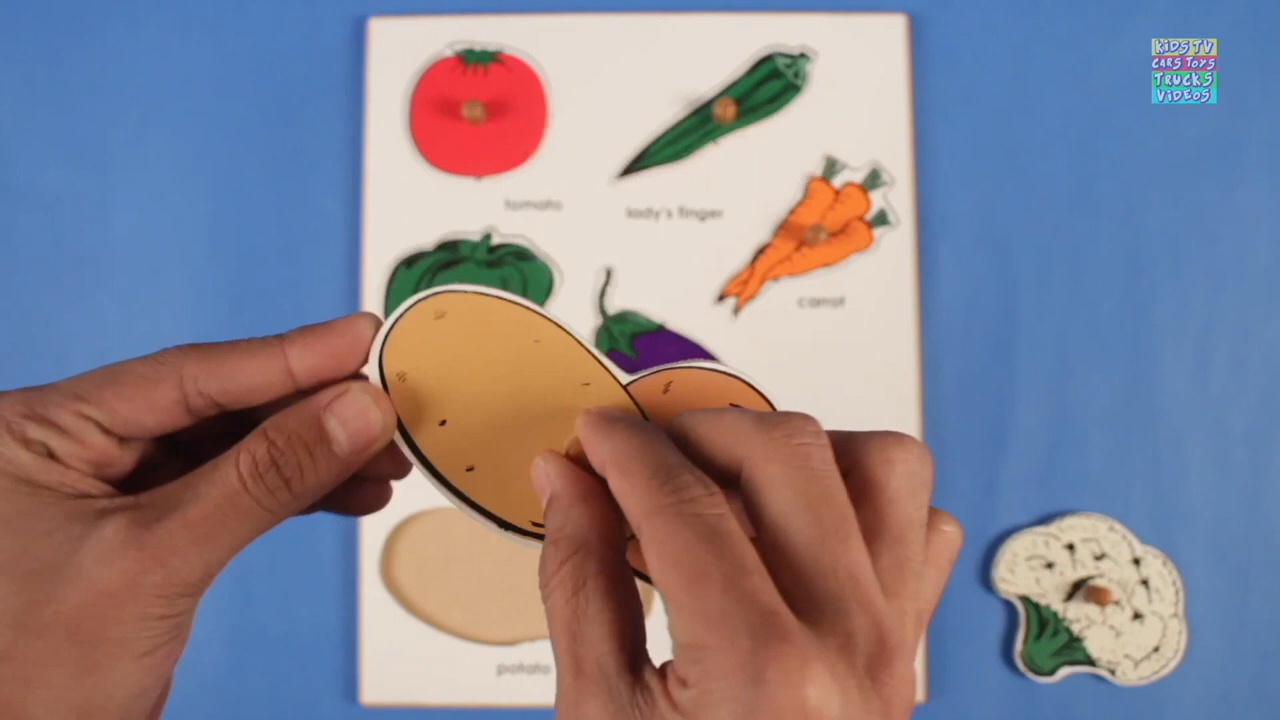 KiDS TV
CARS TOYS
TRUCKS
ViDEOS
tomato
lady's finger
carrot
potato